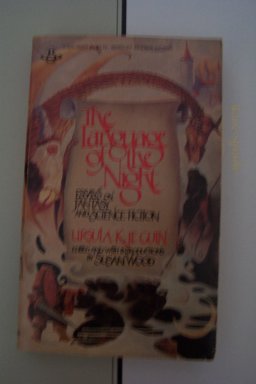 the Language
of the
Night
ESSAYS ON
FANTASY
AND SCIENCE FICTION
URSULA K. LE GUIN
EDITED AND WITH INTRODUCTIONS
BY SUSAN WOOD